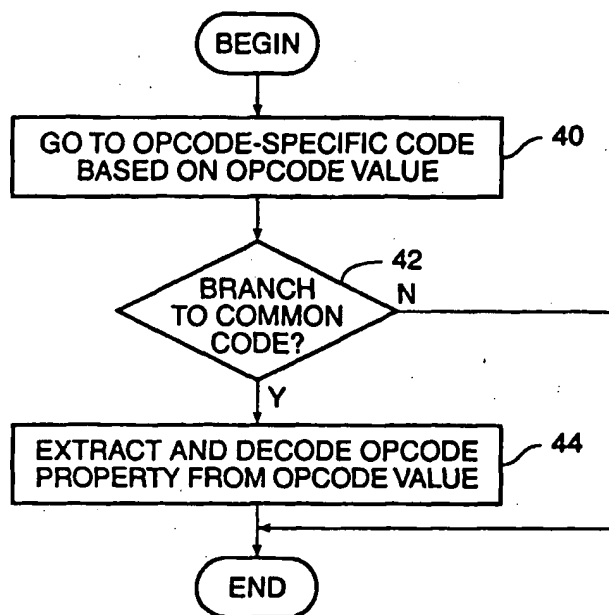 BEGIN
GO TO OPCODE-SPECIFIC CODE
BASED ON OPCODE VALUE
40
BRANCH
TO COMMON
CODE?
42
N
Y
EXTRACT AND DECODE OPCODE
PROPERTY FROM OPCODE VALUE
44
END